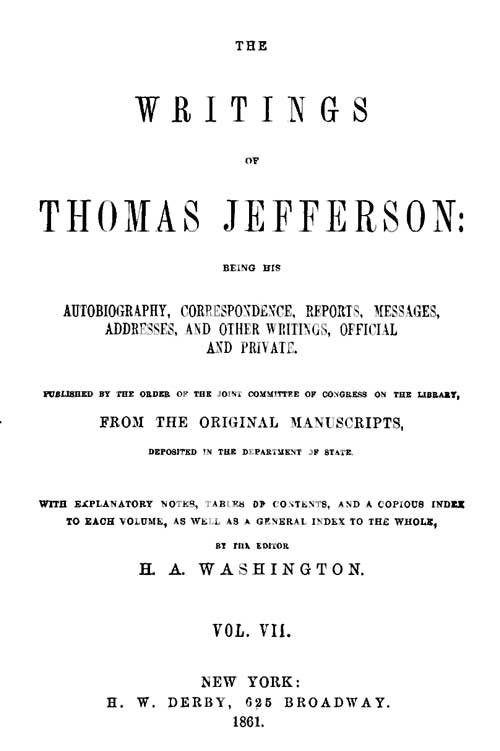 THE
WRITINGS
OF
THOMAS JEFFERSON:
BEING HIS
AUTOBIOGRAPHY, CORRESPONDENCE, REPORTS, MESSAGES,
ADDRESSES, AND OTHER WRITINGS, OFFICIAL
AND PRIVATE.
PUBLISHED BY THE ORDER OF THE JOINT COMMITTEE OF CONGRESS ON THE LIBRARY,
FROM THE ORIGINAL MANUSCRIPTS,
DEPOSITED IN THE DEPARTMENT OF STATE.
WITH EXPLANATORY NOTES, TABLES OF CONTENTS, AND A COPIOUS INDEX
TO EACH VOLUME, AS WELL AS A GENERAL INDEX TO THE WHOLE,
BY THE EDITOR
H. A. WASHINGTON.
VOL. VII.
NEW YORK:
H. W. DERBY, 625 BROADWAY.
1861.